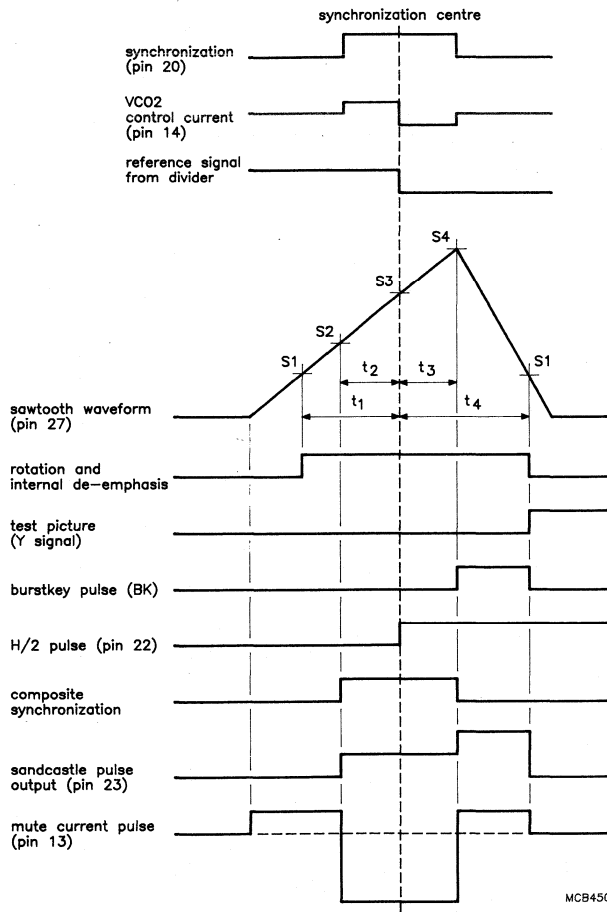 synchronization centre
synchronization
(pin 20)
VCO2
control current
(pin 14)
reference signal
from divider
S4
S3
S2
S1
t2
t3
S1
t1
t4
sawtooth waveform
(pin 27)
rotation and
internal de-emphasis
test picture
(Y signal)
burstkey pulse (BK)
H/2 pulse (pin 22)
composite
synchronization
sandcastle pulse
output (pin 23)
mute current pulse
(pin 13)
MCB450